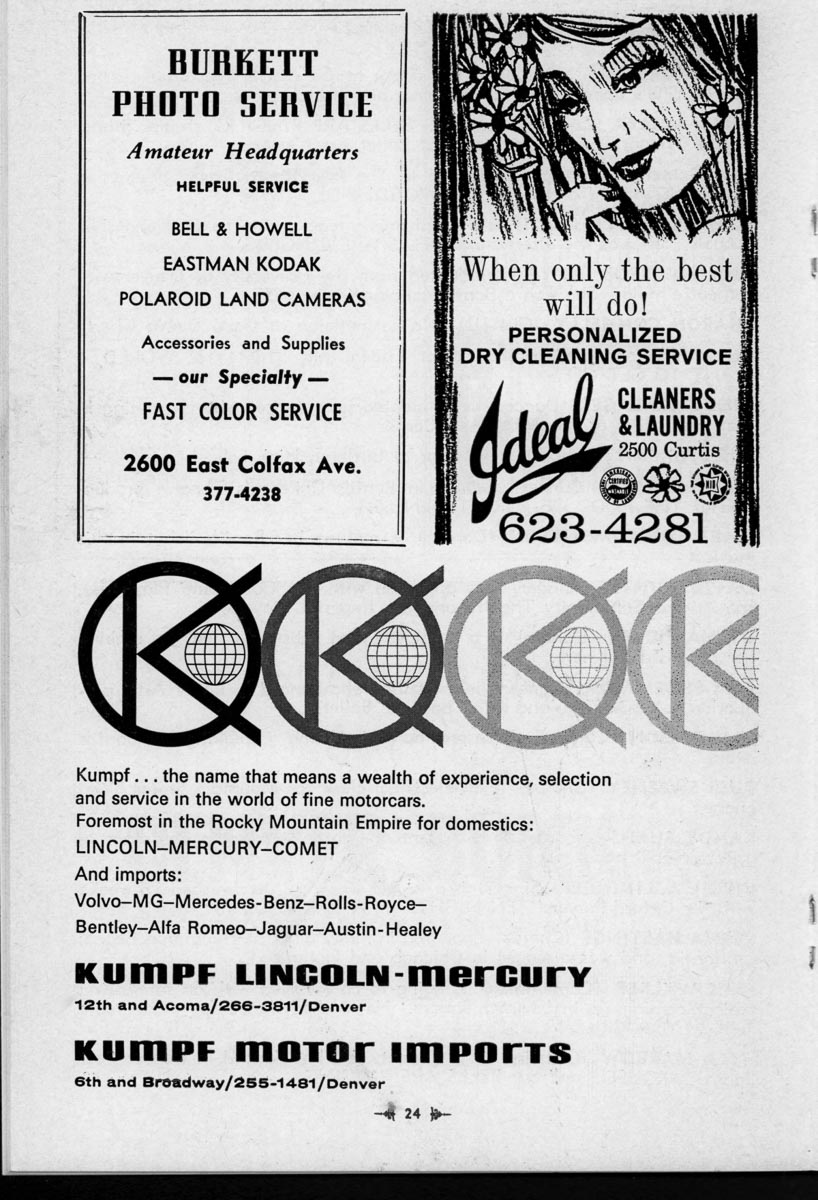 BURKETT
PHOTO SERVICE
Amateur Headquarters
HELPFUL SERVICE
BELL & HOWELL
EASTMAN KODAK
POLAROID LAND CAMERAS
Accessories and Supplies
— our Specialty —
FAST COLOR SERVICE
2600 East Colfax Ave.
377-4238
When only the best
will do!
PERSONALIZED
DRY CLEANING SERVICE
Ideal
CLEANERS
& LAUNDRY
2500 Curtis
CERTIFIED
623-4281
Kumpf . . . the name that means a wealth of experience, selection
and service in the world of fine motorcars.
Foremost in the Rocky Mountain Empire for domestics:
LINCOLN–MERCURY–COMET
And imports:
Volvo–MG–Mercedes-Benz–Rolls-Royce–
Bentley–Alfa Romeo–Jaguar–Austin-Healey
KUMPF LINCOLN-MERCURY
12th and Acoma/266-3811/Denver
KUMPF MOTOR IMPORTS
6th and Broadway/255-1481/Denver
24